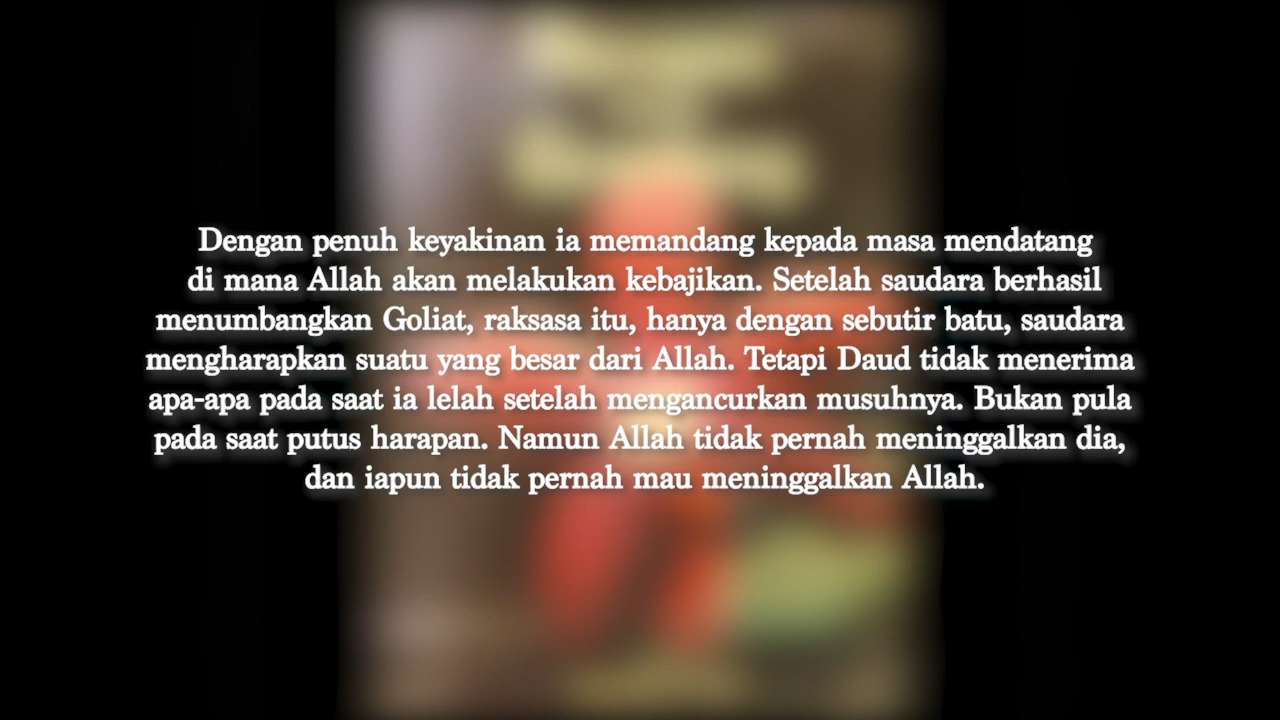 Dengan penuh keyakinan ia memandang kepada masa mendatang
di mana Allah akan melakukan kebajikan. Setelah saudara berhasil
menumbangkan Goliat, raksasa itu, hanya dengan sebutir batu, saudara
mengharapkan suatu yang besar dari Allah. Tetapi Daud tidak menerima
apa-apa pada saat ia lelah setelah mengancurkan musuhnya. Bukan pula
pada saat putus harapan. Namun Allah tidak pernah meninggalkan dia,
dan iapun tidak pernah mau meninggalkan Allah.